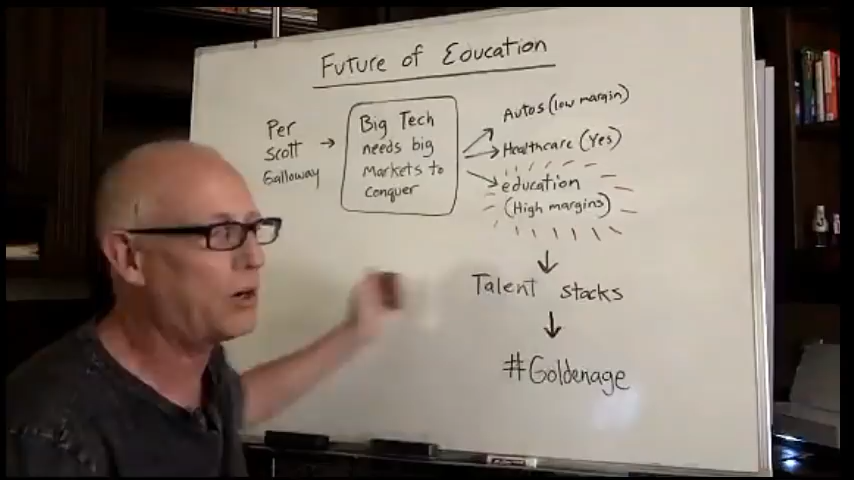 Future of Education
Per
Scott
Galloway
Big Tech
needs big
Markets to
conquer
Autos (low margin)
Healthcare (Yes)
education
(High margins)
Talent stacks
#Goldenage